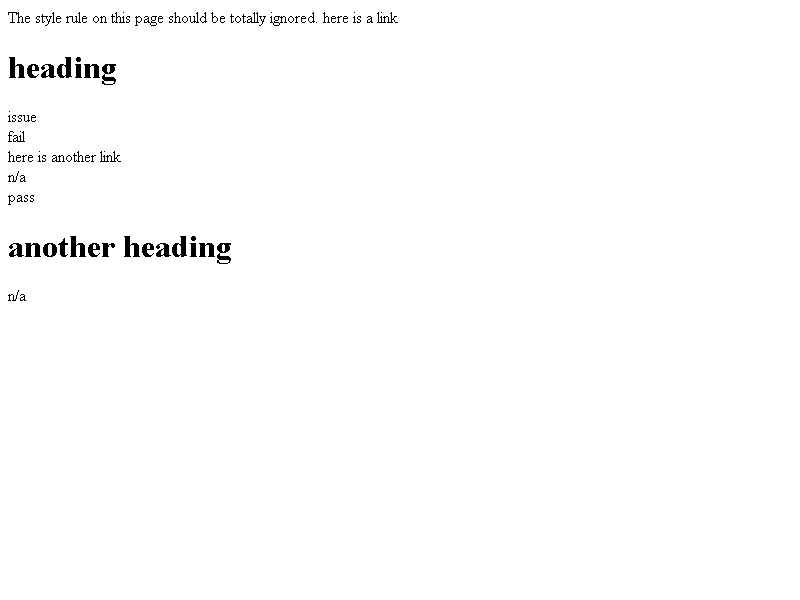 The style rule on this page should be totally ignored. here is a link
heading
issue
fail
here is another link
n/a
pass
another heading
n/a